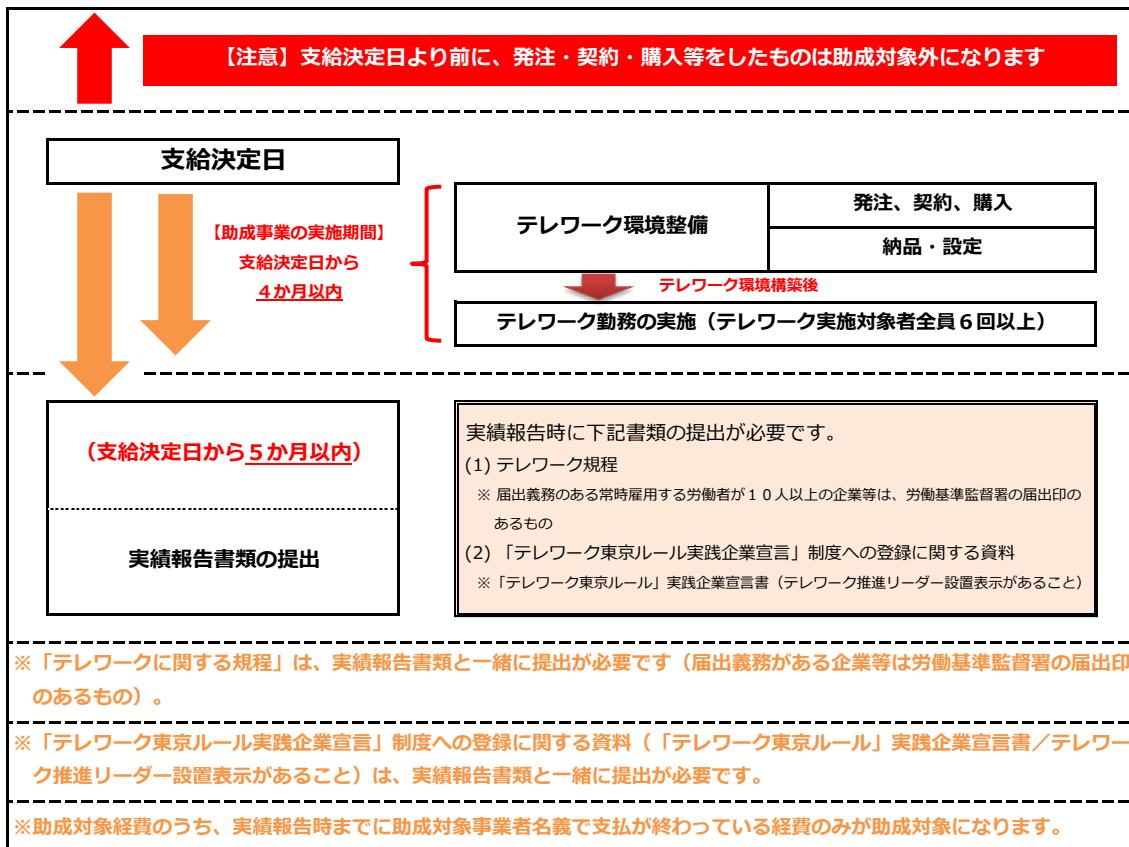 【注意】支給決定日より前に、発注・契約・購入等をしたものは助成対象外になります
支給決定日
【助成事業の実施期間】
支給決定日から
４か月以内
テレワーク環境整備
発注、契約、購入
納品・設定
テレワーク環境構築後
テレワーク勤務の実施（テレワーク実施対象者全員６回以上）
（支給決定日から５か月以内）
実績報告書類の提出
実績報告時に下記書類の提出が必要です。
(1) テレワーク規程
※ 届出義務のある常時雇用する労働者が１０人以上の企業等は、労働基準監督署の届出印の
あるもの
(2) 「テレワーク東京ルール実践企業宣言」制度への登録に関する資料
※「テレワーク東京ルール」実践企業宣言書（テレワーク推進リーダー設置表示があること）
※「テレワークに関する規程」は、実績報告書類と一緒に提出が必要です（届出義務がある企業等は労働基準監督署の届出印
のあるもの）。
※「テレワーク東京ルール実践企業宣言」制度への登録に関する資料（「テレワーク東京ルール」実践企業宣言書／テレワー
ク推進リーダー設置表示があること）は、実績報告書類と一緒に提出が必要です。
※助成対象経費のうち、実績報告時までに助成対象事業者名義で支払が終わっている経費のみが助成対象になります。